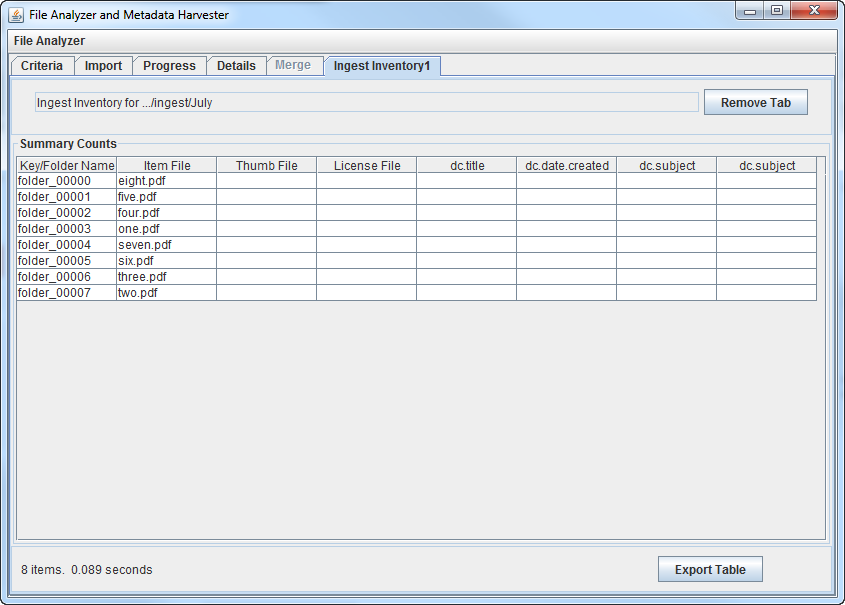 File Analyzer and Metadata Harvester
File Analyzer
Criteria Import Progress Details Merge Ingest Inventory1
Ingest Inventory for .../ingest/July Remove Tab
Summary Counts
Key/Folder Name Item File Thumb File License File dc.title dc.date.created dc.subject dc.subject
folder_00000 eight.pdf
folder_00001 five.pdf
folder_00002 four.pdf
folder_00003 one.pdf
folder_00004 seven.pdf
folder_00005 six.pdf
folder_00006 three.pdf
folder_00007 two.pdf
8 items. 0.089 seconds Export Table